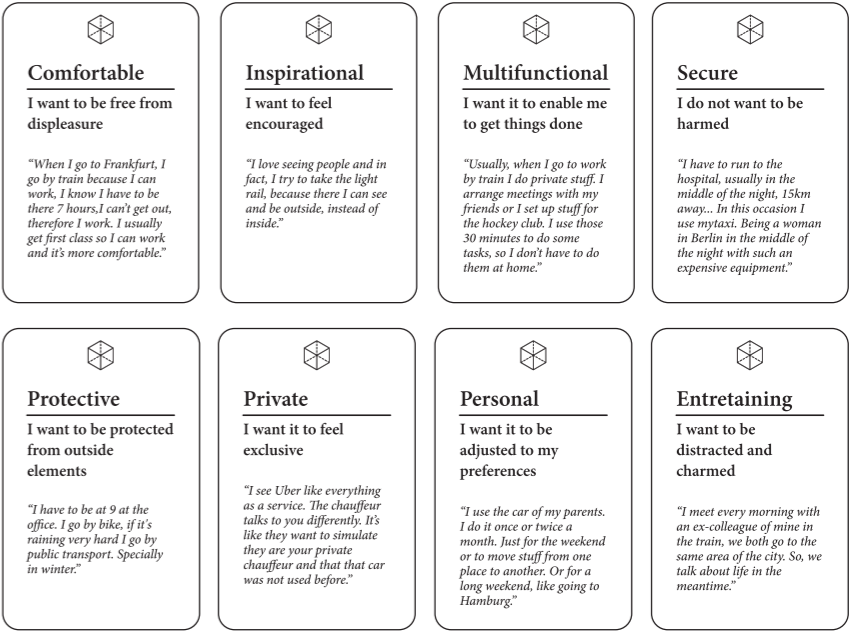 Comfortable
I want to be free from
displeasure
“When I go to Frankfurt, I
go by train because I can
work, I know I have to be
there 7 hours,I can’t get out,
therefore I work. I usually
get first class so I can work
and it’s more comfortable.”
Inspirational
I want to feel
encouraged
“I love seeing people and in
fact, I try to take the light
rail, because there I can see
and be outside, instead of
inside.”
Multifunctional
I want it to enable me
to get things done
“Usually, when I go to work
by train I do private stuff. I
arrange meetings with my
friends or I set up stuff for
the hockey club. I use those
30 minutes to do some
tasks, so I don’t have to do
them at home.”
Secure
I do not want to be
harmed
“I have to run to the
hospital, usually in the
middle of the night, 15km
away... In this occasion I
use mytaxi. Being a woman
in Berlin in the middle of
the night with such an
expensive equipment.”
Protective
I want to be protected
from outside
elements
“I have to be at 9 at the
office. I go by bike, if it's
raining very hard I go by
public transport. Specially
in winter.”
Private
I want it to feel
exclusive
“I see Uber like everything
as a service. The chauffeur
talks to you differently. It’s
like they want to simulate
they are your private
chauffeur and that that car
was not used before.”
Personal
I want it to be
adjusted to my
preferences
“I use the car of my parents.
I do it once or twice a
month. Just for the weekend
or to move stuff from one
place to another. Or for a
long weekend, like going to
Hamburg.”
Entretaining
I want to be
distracted and
charmed
“I meet every morning with
an ex-colleague of mine in
the train, we both go to the
same area of the city. So, we
talk about life in the
meantime.”